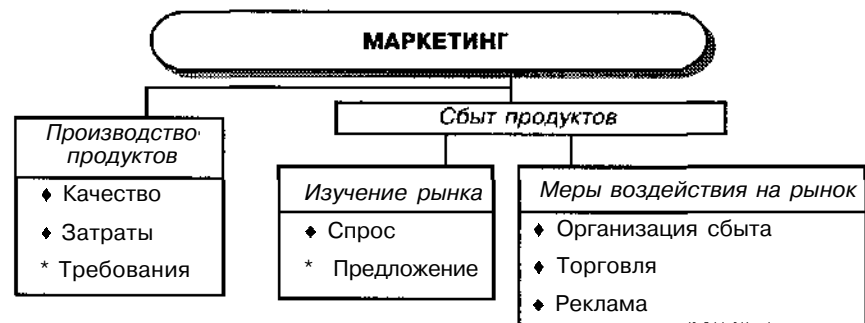 МАРКЕТИНГ
Сбыт продуктов
Производство
продуктов
♦ Качество
♦ Затраты
* Требования
Изучение рынка
♦ Спрос
* Предложение
Меры воздействия на рынок
♦ Организация сбыта
♦ Торговля
♦ Реклама